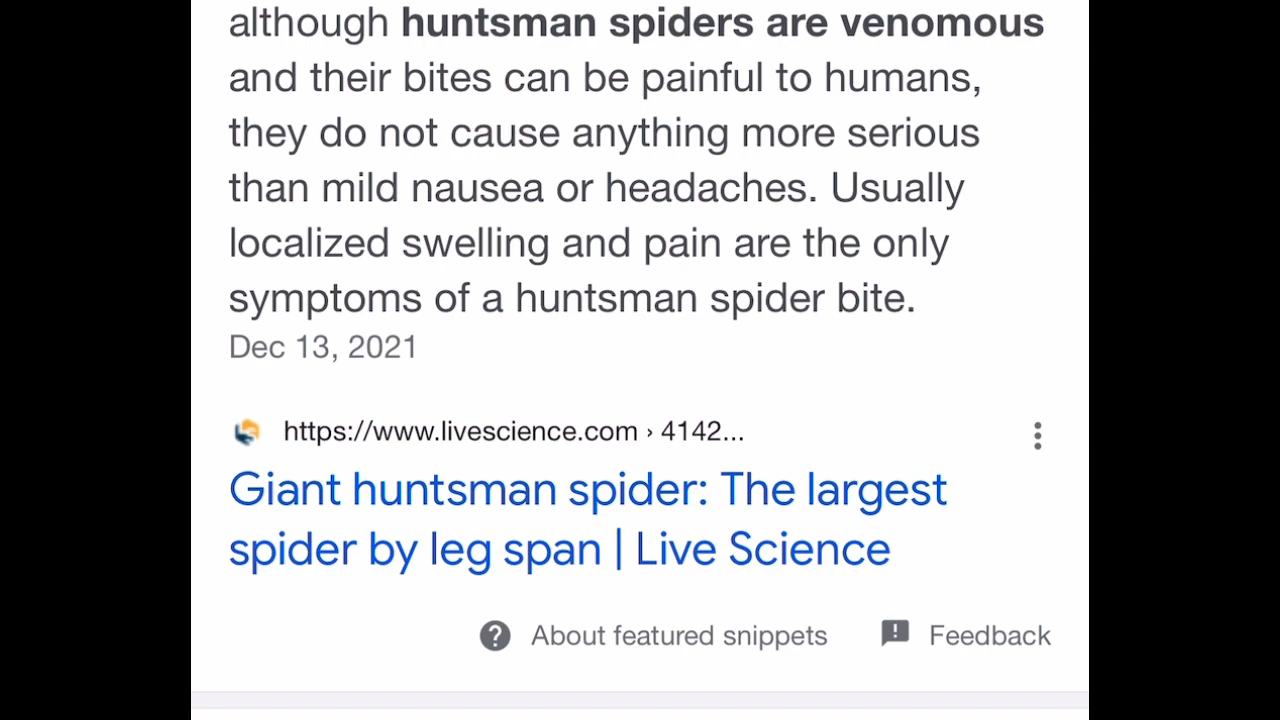 although huntsman spiders are venomous
and their bites can be painful to humans,
they do not cause anything more serious
than mild nausea or headaches. Usually
localized swelling and pain are the only
symptoms of a huntsman spider bite.
Dec 13, 2021
https://www.livescience.com › 4142...
Giant huntsman spider: The largest
spider by leg span | Live Science
About featured snippets
Feedback